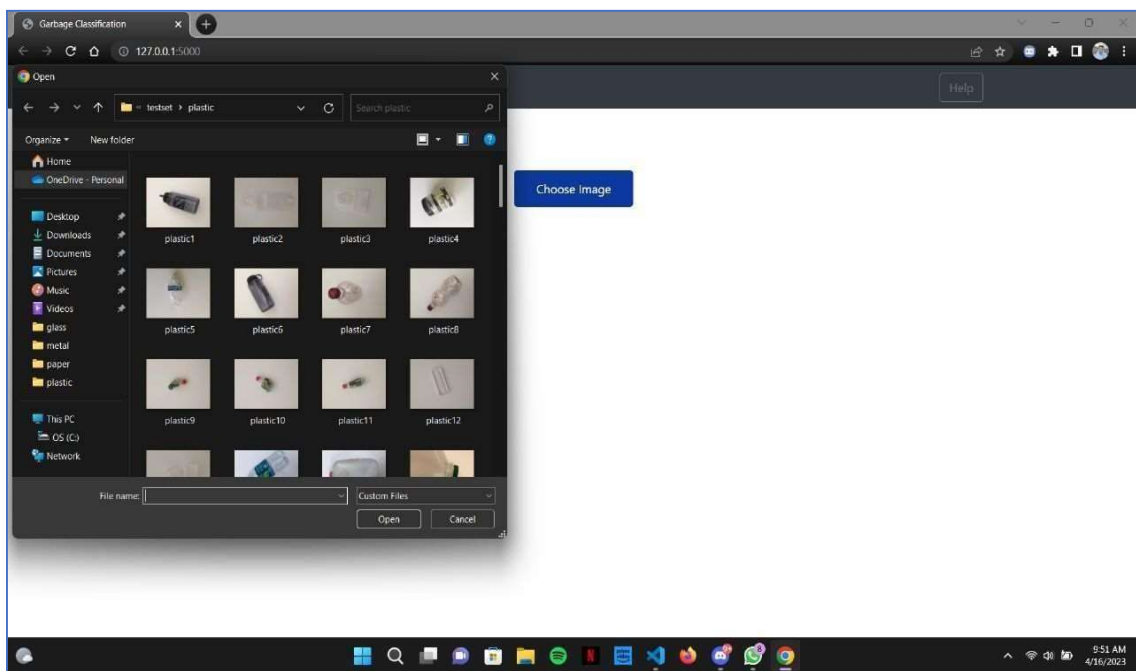 Garbage Classification
127.0.0.1:5000
Open
testset > plastic
Search plastic
Help
Organize
New folder
Home
OneDrive - Personal
Desktop
Downloads
Documents
Pictures
Music
Videos
glass
metal
paper
plastic
This PC
OS (C:)
Network
plastic1 plastic2 plastic3 plastic4
plastic5 plastic6 plastic7 plastic8
plastic9 plastic10 plastic11 plastic12
Choose Image
File name:
Custom Files
Open
Cancel
9:51 AM
4/16/2023